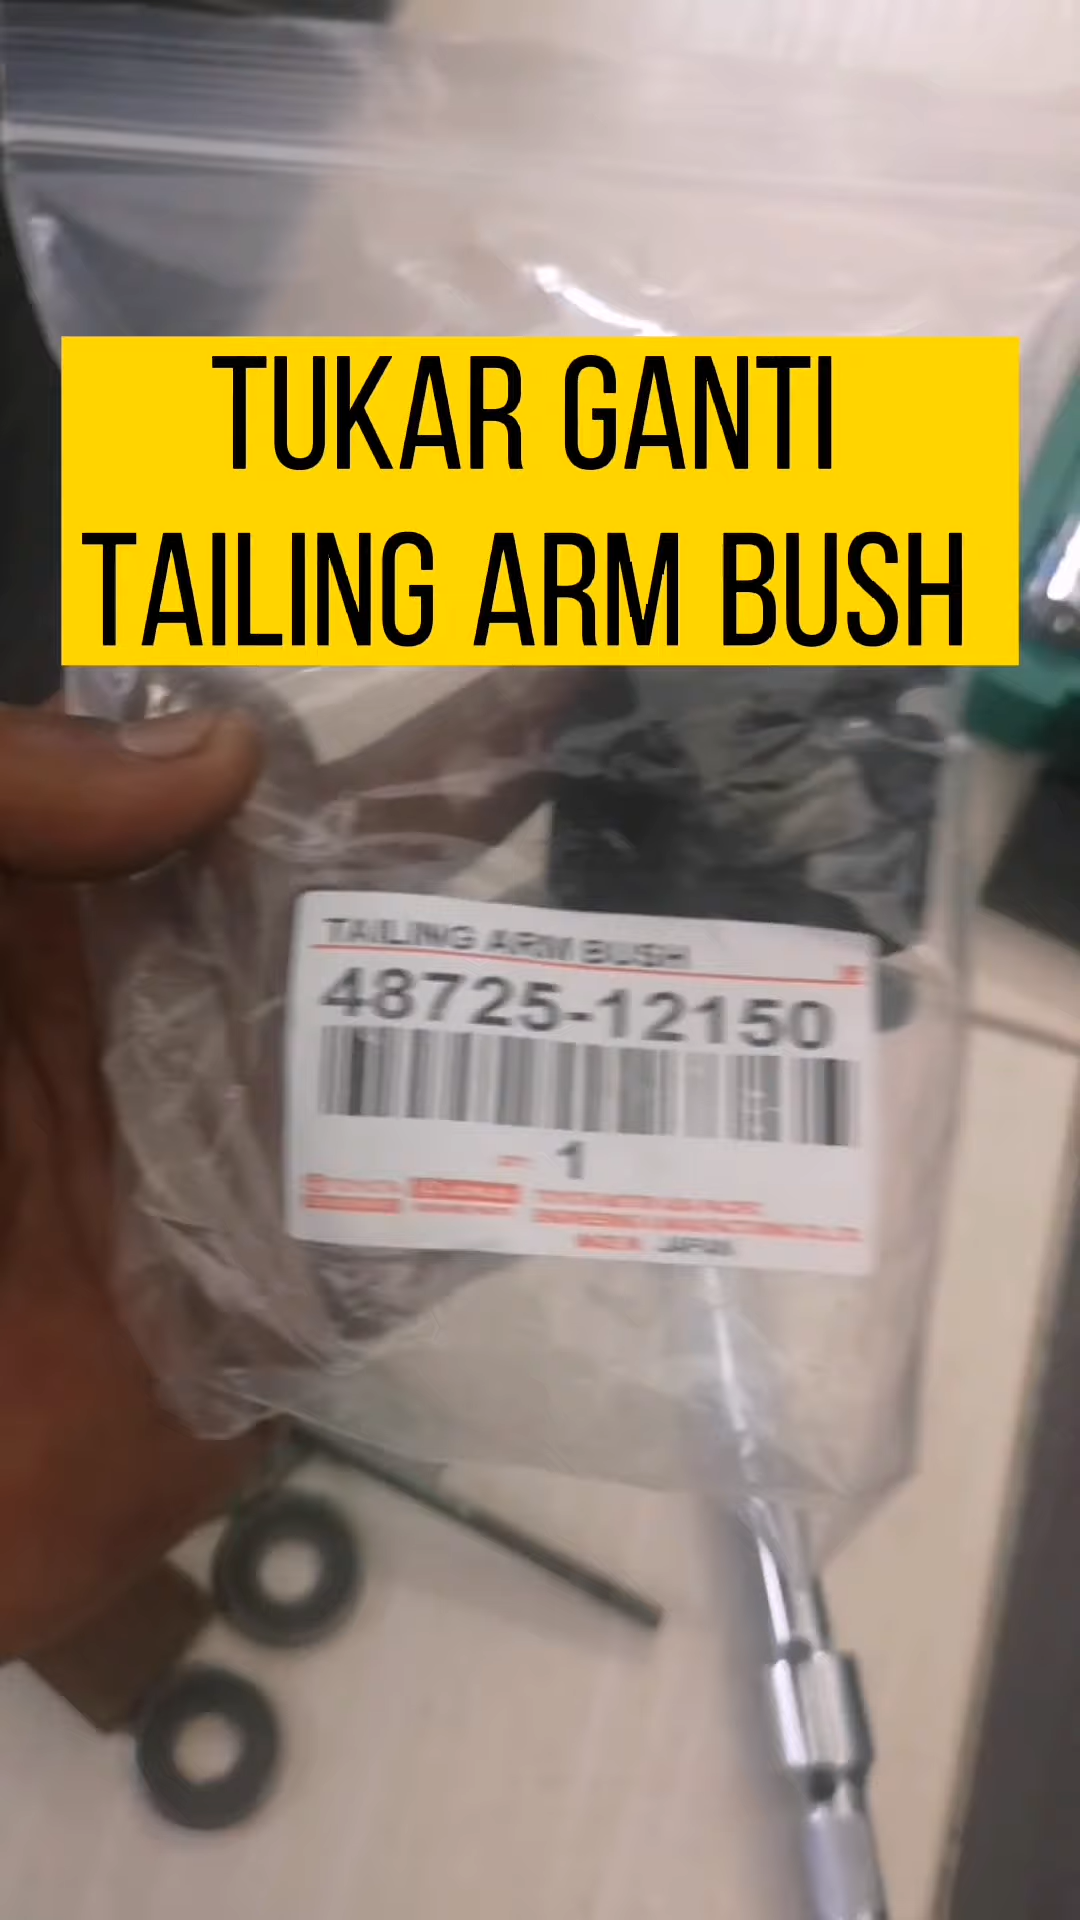 TUKAR GANTI
TAILING ARM BUSH
TAILING ARM BUSH
48725-12150
1
JAPAN